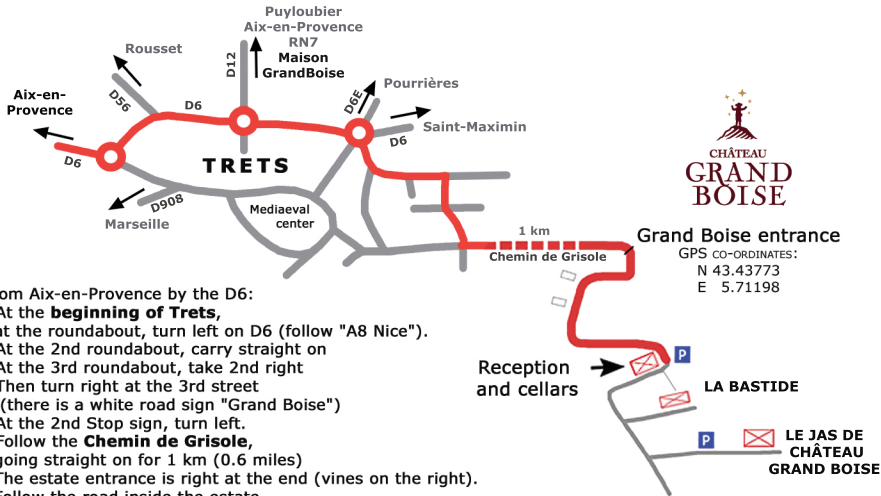 Puyloubier
Aix-en-Provence
RN7
Maison
GrandBoise
Rousset
D12
Pourrières
Aix-en-
Provence
D56
D6
D6E
Saint-Maximin
D6
D6
TRETS
D908
Marseille
Mediaeval
center
CHÂTEAU
GRAND
BOISE
1 km
Chemin de Grisole
Grand Boise entrance
GPS CO-ORDINATES:
N 43.43773
E 5.71198
om Aix-en-Provence by the D6:
At the beginning of Trets,
at the roundabout, turn left on D6 (follow "A8 Nice").
At the 2nd roundabout, carry straight on
At the 3rd roundabout, take 2nd right
Then turn right at the 3rd street
(there is a white road sign "Grand Boise")
At the 2nd Stop sign, turn left.
Follow the Chemin de Grisole,
going straight on for 1 km (0.6 miles)
The estate entrance is right at the end (vines on the right).
Follow the road inside the estate
P
Reception
and cellars
LA BASTIDE
P
LE JAS DE
CHÂTEAU
GRAND BOISE